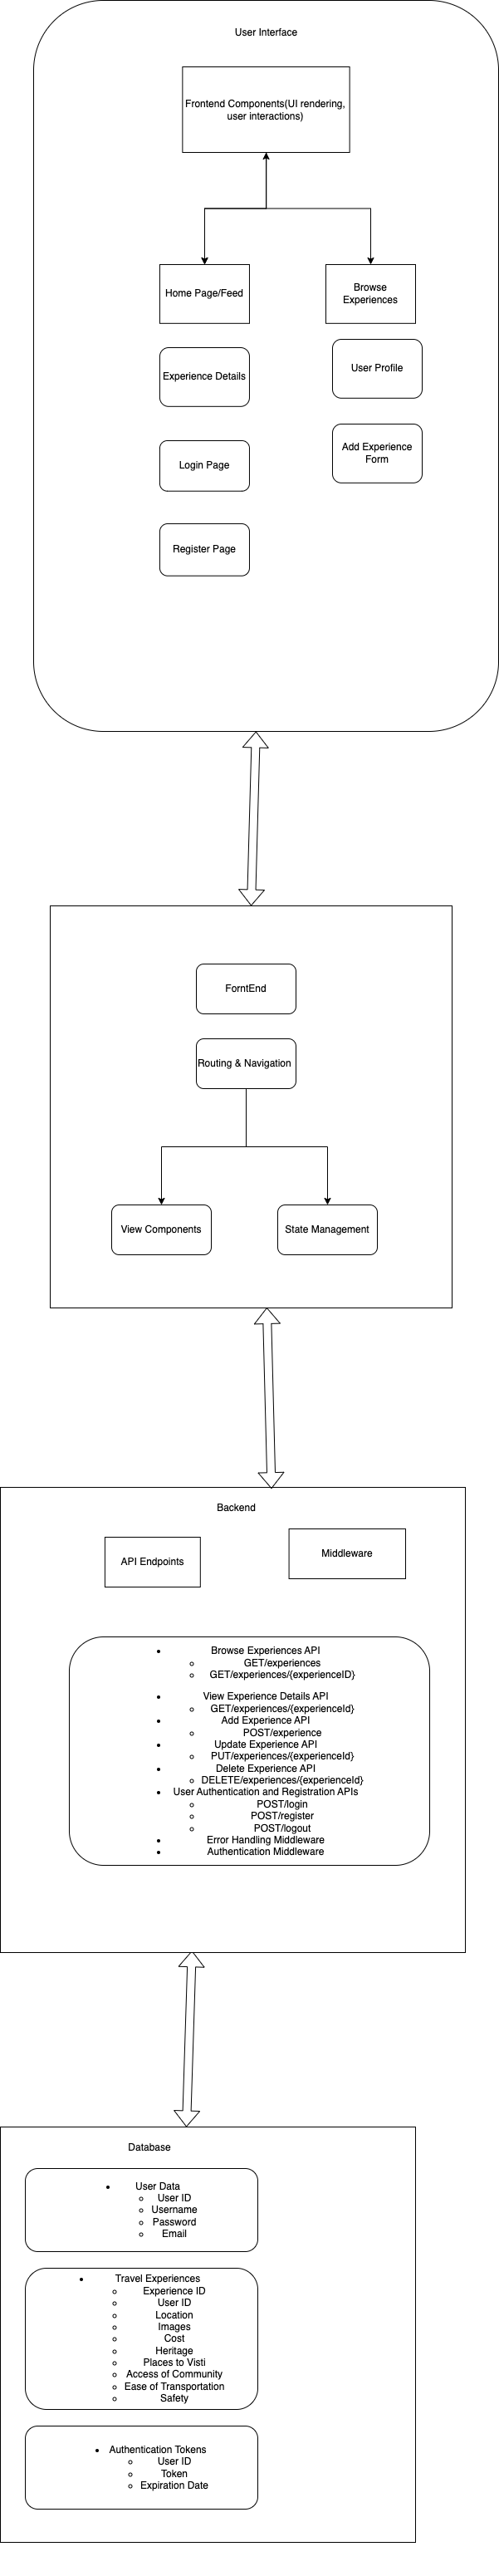 User Interface
Frontend Components(UI rendering,
user interactions)
Home Page/Feed
Browse
Experiences
Experience Details
User Profile
Login Page
Add Experience
Form
Register Page
ForntEnd
Routing & Navigation
View Components
State Management
Backend
API Endpoints
Middleware
Browse Experiences API
GET/experiences
GET/experiences/{experienceID}
View Experience Details API
GET/experiences/{experienceId}
Add Experience API
POST/experience
Update Experience API
PUT/experiences/{experienceId}
Delete Experience API
DELETE/experiences/{experienceId}
User Authentication and Registration APIs
POST/login
POST/register
POST/logout
Error Handling Middleware
Authentication Middleware
Database
User Data
User ID
Username
Password
Email
Travel Experiences
Experience ID
User ID
Location
Images
Cost
Heritage
Places to Visti
Access of Community
Ease of Transportation
Safety
Authentication Tokens
User ID
Token
Expiration Date